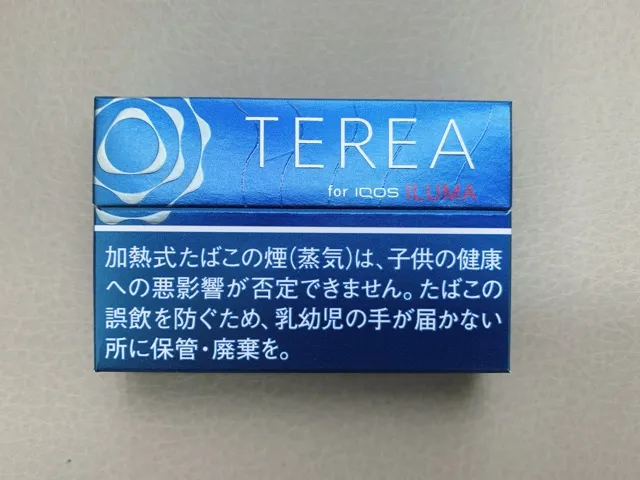 TEREA
for IQOS ILUMA
加熱式たばこの煙(蒸気)は、子供の健康
への悪影響が否定できません。たばこの
誤飲を防ぐため、乳幼児の手が届かない
所に保管・廃棄を。